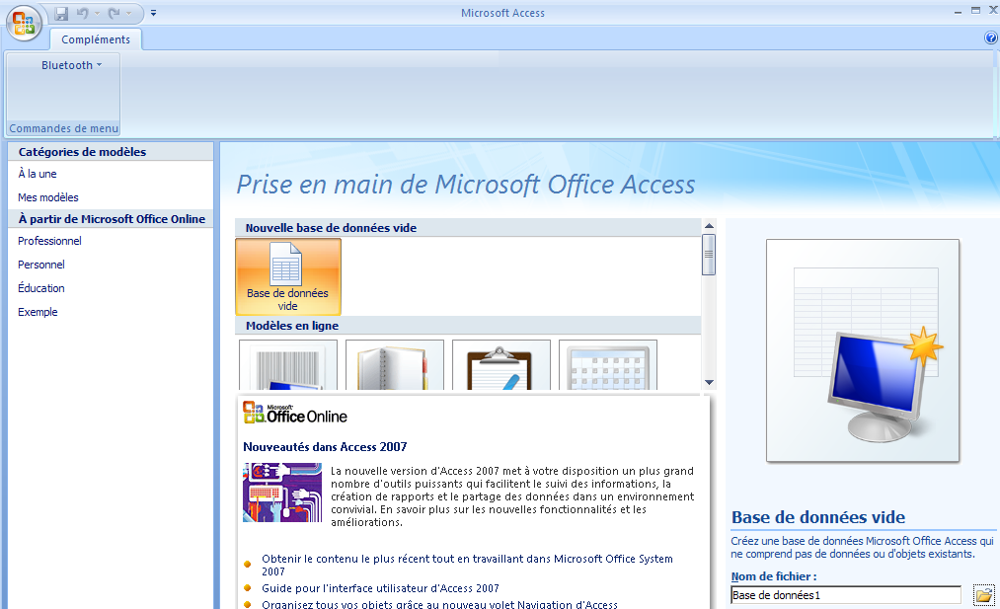 Microsoft Access
Compléments
Bluetooth
Commandes de menu
Catégories de modèles
À la une
Mes modèles
À partir de Microsoft Office Online
Professionnel
Personnel
Éducation
Exemple
Prise en main de Microsoft Office Access
Nouvelle base de données vide
Base de données
vide
Modèles en ligne
Microsoft
Office Online
Nouveautés dans Access 2007
La nouvelle version d'Access 2007 met à votre disposition un plus grand
nombre d'outils puissants qui facilitent le suivi des informations, la
création de rapports et le partage des données dans un environnement
convivial. En savoir plus sur les nouvelles fonctionnalités et les
améliorations.
Obtenir le contenu le plus récent tout en travaillant dans Microsoft Office System
2007
Guide pour l'interface utilisateur d'Access 2007
Organisez tous vos objets grâce au nouveau volet Navigation d'Access
Base de données vide
Créez une base de données Microsoft Office Access qui
ne comprend pas de données ou d'objets existants.
Nom de fichier :
Base de données1